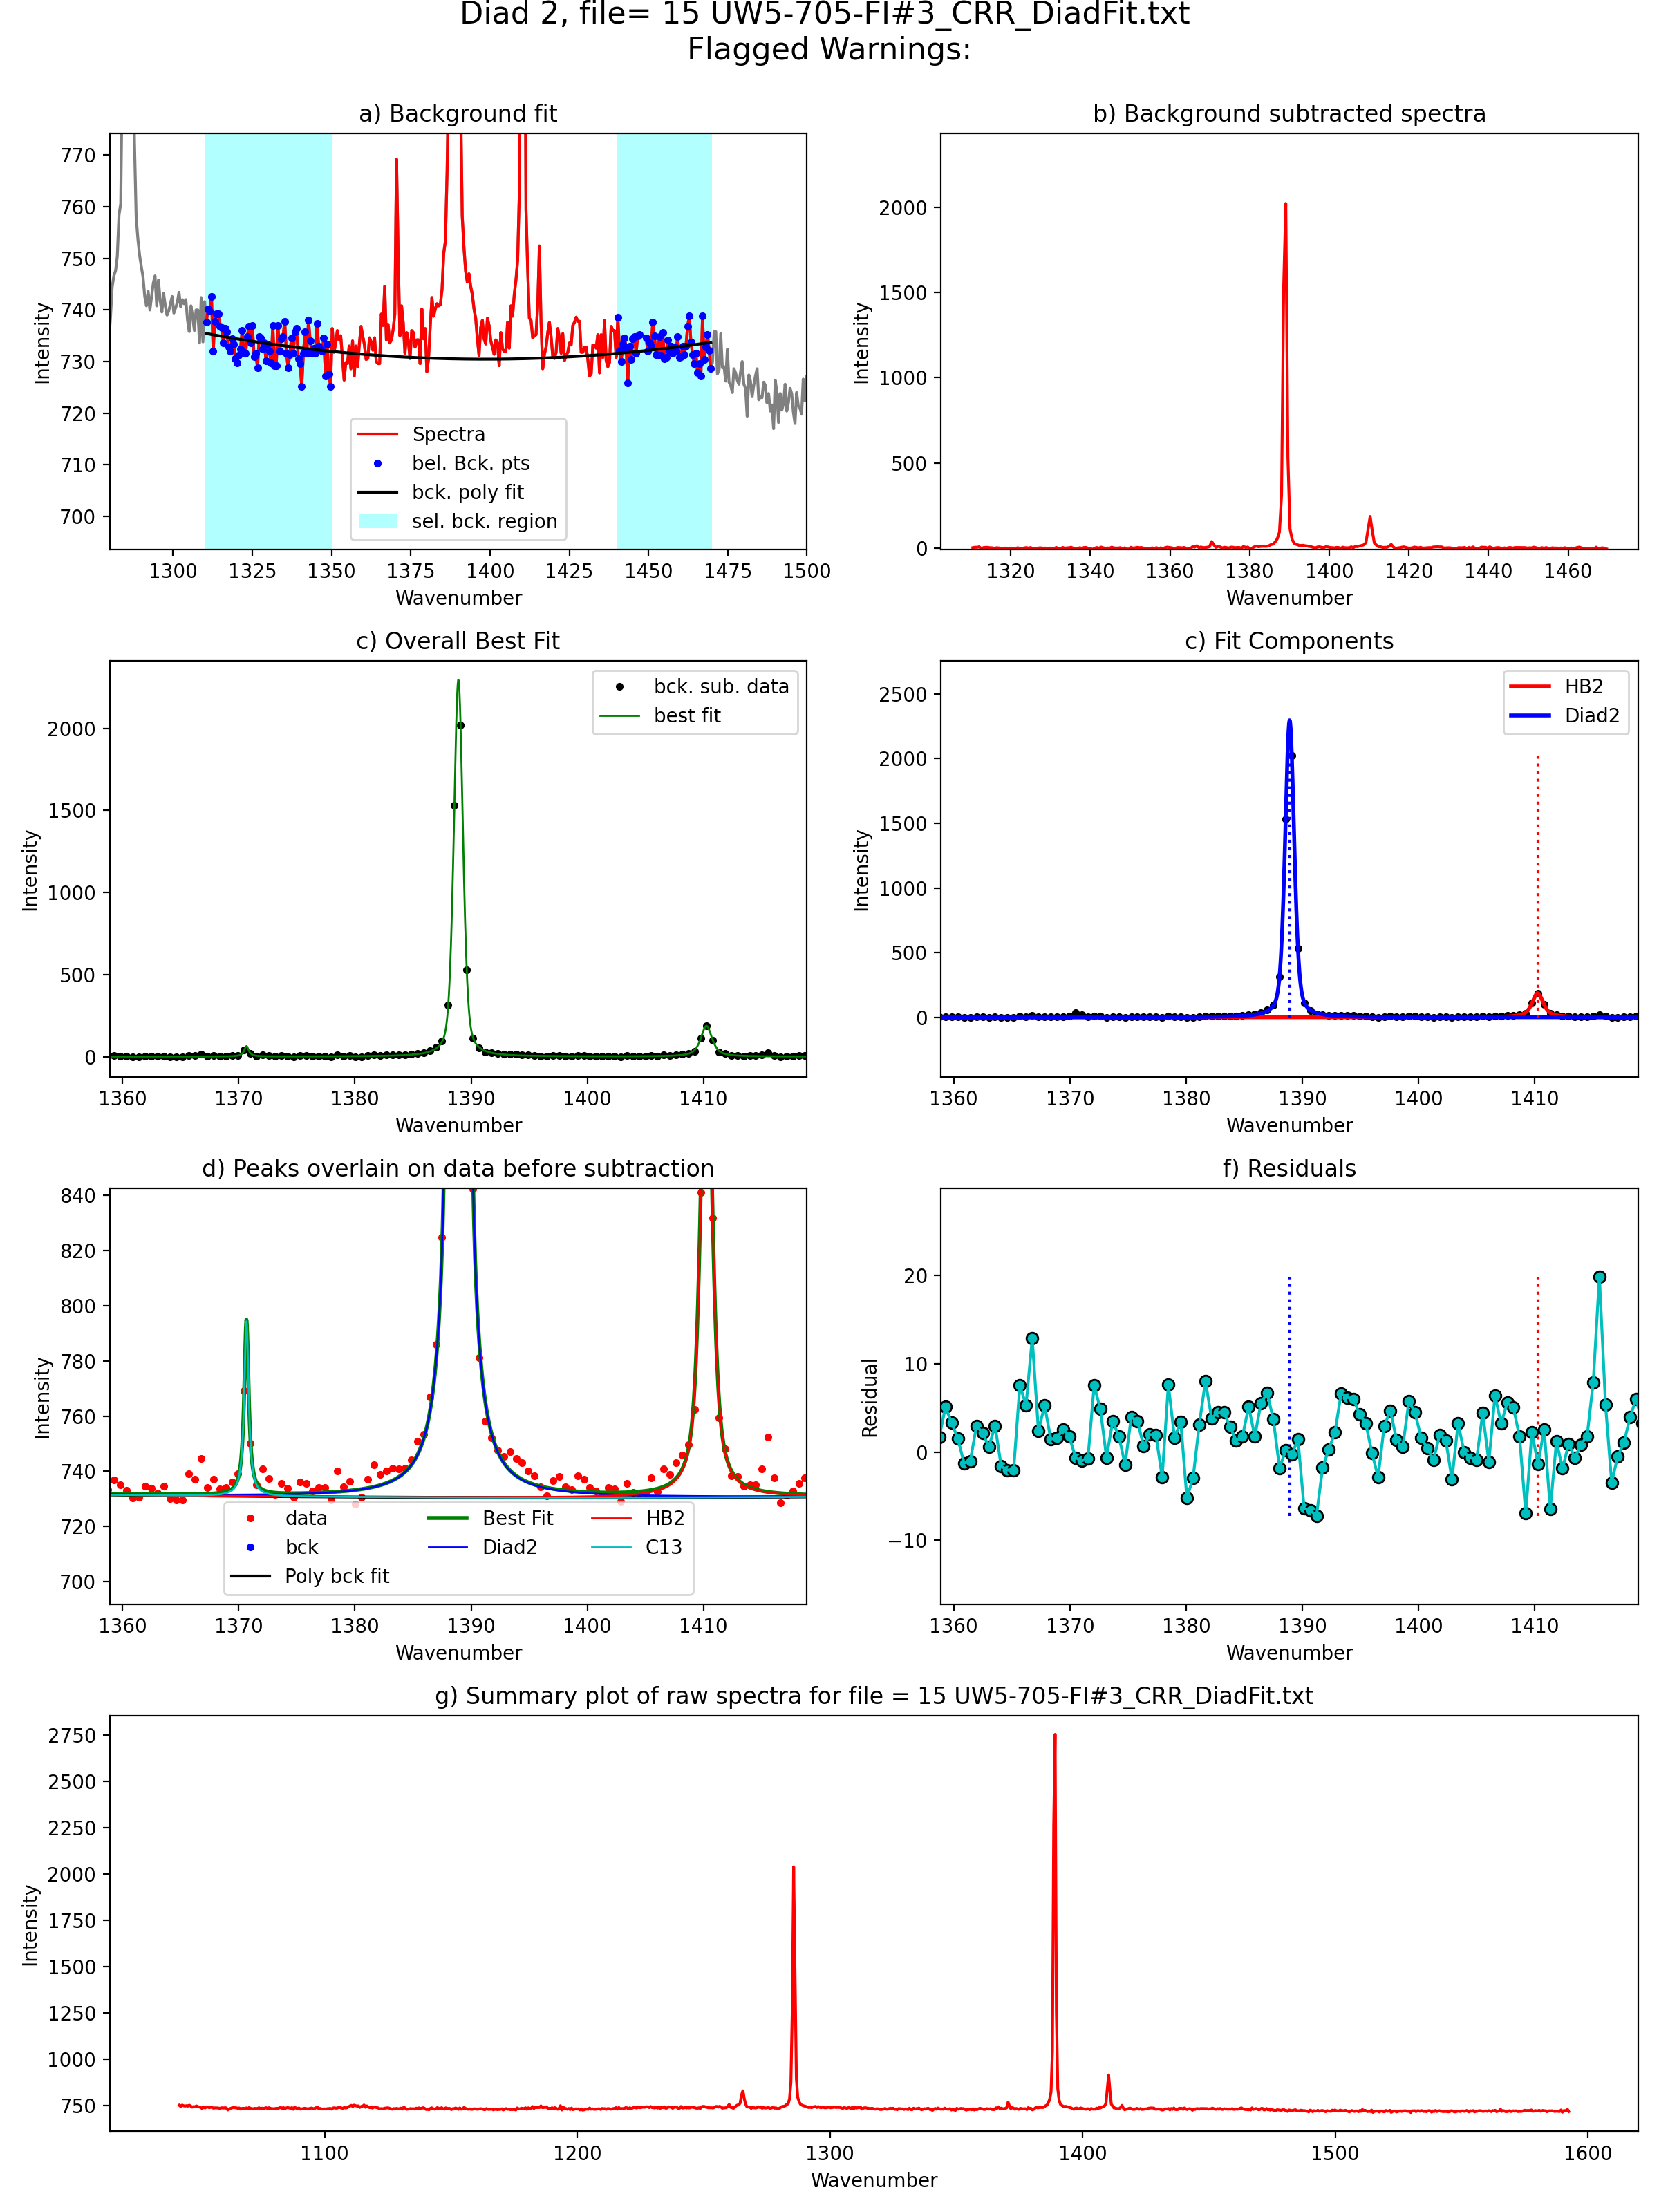 Diad 2, file= 15 UW5-705-FI#3_CRR_DiadFit.txt
Flagged Warnings:
a) Background fit
770
760
750
740
730
720
710
700
Intensity
Spectra
bel. Bck. pts
bck. poly fit
sel. bck. region
1300 1325 1350 1375 1400 1425 1450 1475 1500
Wavenumber
b) Background subtracted spectra
2000
1500
1000
500
0
Intensity
1320 1340 1360 1380 1400 1420 1440 1460
Wavenumber
c) Overall Best Fit
2000
1500
1000
500
0
Intensity
bck. sub. data
best fit
1360 1370 1380 1390 1400 1410
Wavenumber
c) Fit Components
2500
2000
1500
1000
500
0
Intensity
HB2
Diad2
1360 1370 1380 1390 1400 1410
Wavenumber
d) Peaks overlain on data before subtraction
840
820
800
780
760
740
720
700
Intensity
data
bck
Poly bck fit
Best Fit
Diad2
HB2
C13
1360 1370 1380 1390 1400 1410
Wavenumber
f) Residuals
20
10
0
−10
Residual
1360 1370 1380 1390 1400 1410
Wavenumber
g) Summary plot of raw spectra for file = 15 UW5-705-FI#3_CRR_DiadFit.txt
2750
2500
2250
2000
1750
1500
1250
1000
750
Intensity
1100 1200 1300 1400 1500 1600
Wavenumber